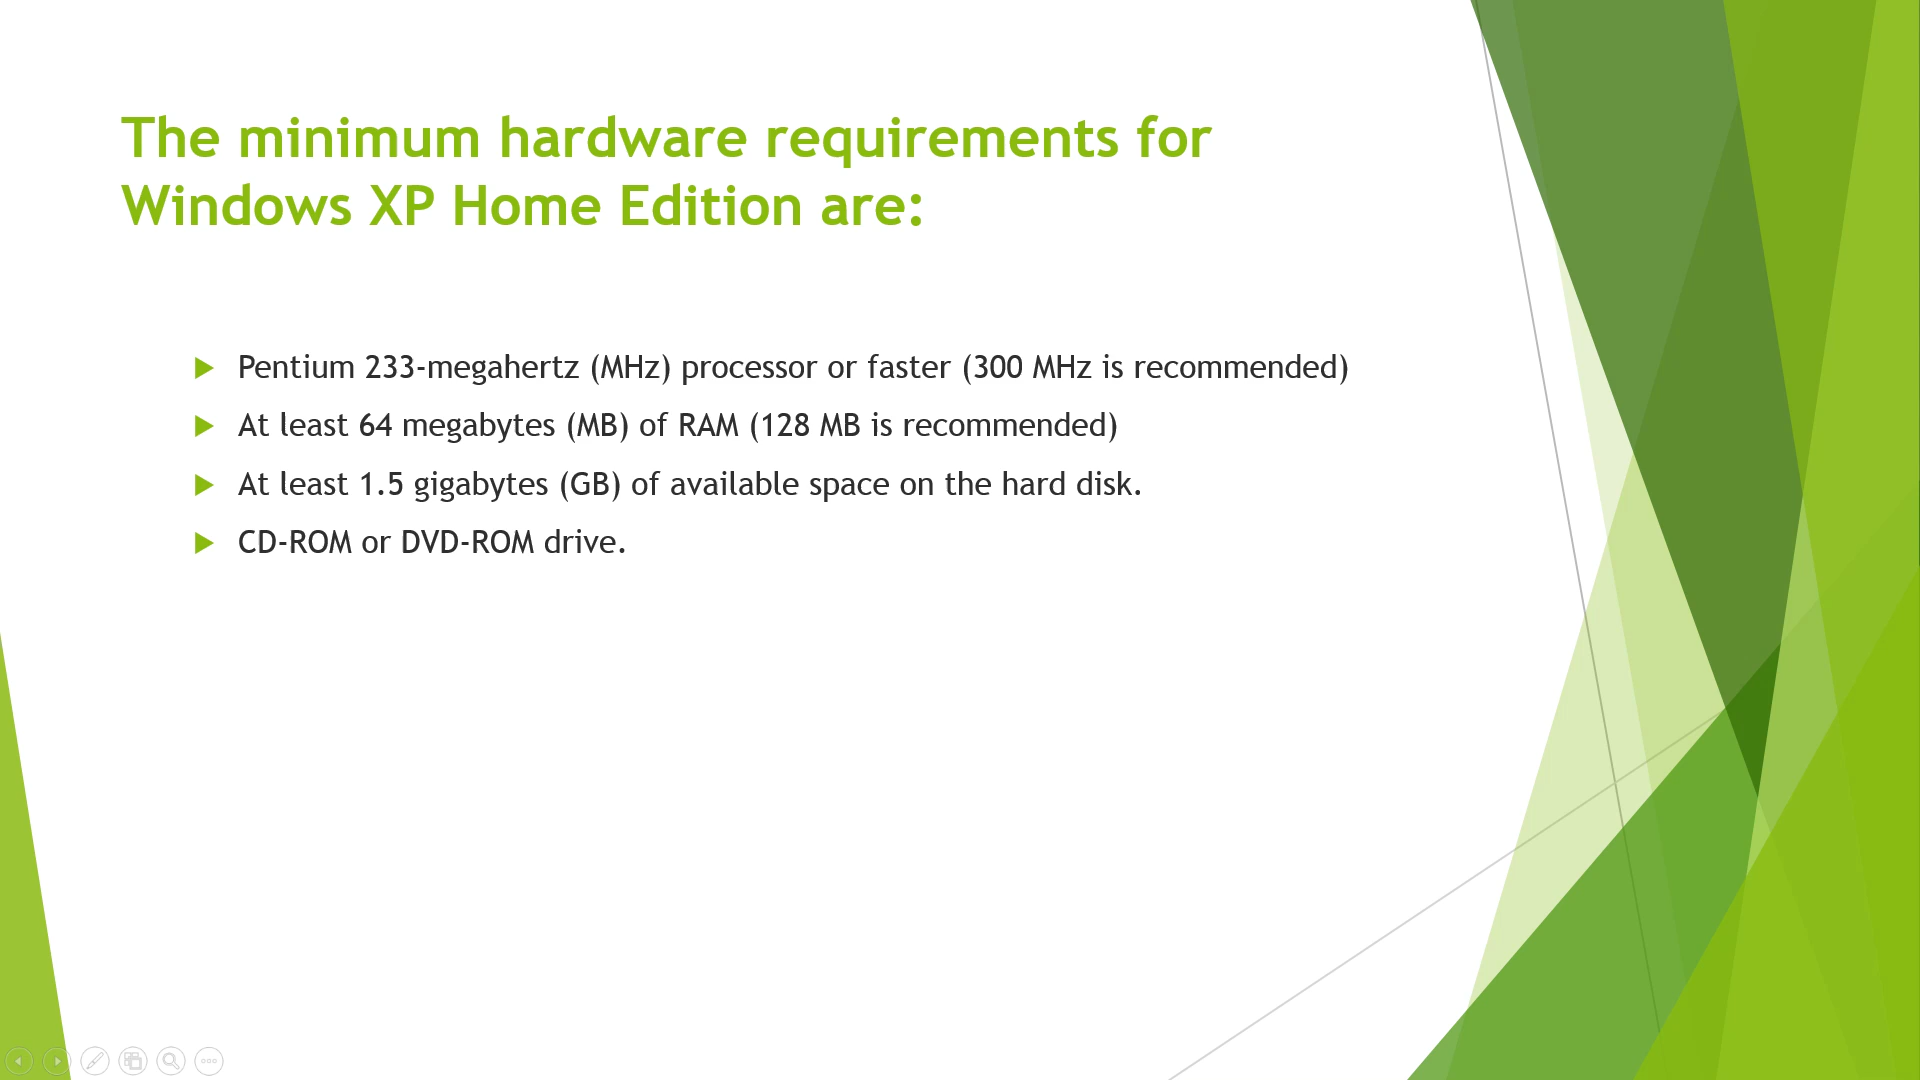 The minimum hardware requirements for
Windows XP Home Edition are:
Pentium 233-megahertz (MHz) processor or faster (300 MHz is recommended)
At least 64 megabytes (MB) of RAM (128 MB is recommended)
At least 1.5 gigabytes (GB) of available space on the hard disk.
CD-ROM or DVD-ROM drive.